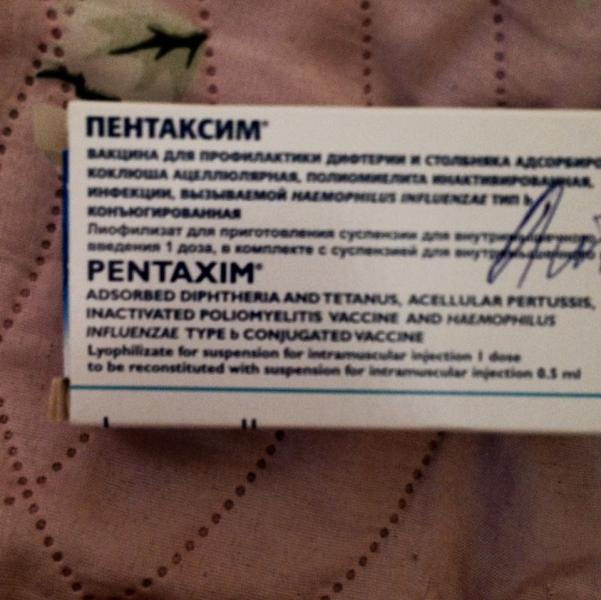 ПЕНТАКСИМ®
ВАКЦИНА ДЛЯ ПРОФИЛАКТИКИ ДИФТЕРИИ И СТОЛБНЯКА АДСОРБИРО
КОКЛЮША АЦЕЛЛЮЛЯРНАЯ, ПОЛИОМИЕЛИТА ИНАКТИВИРОВАННАЯ,
ИНФЕКЦИИ, ВЫЗЫВАЕМОЙ HAEMOPHILUS INFLUENZAE ТИП b
КОНЪЮГИРОВАННАЯ
Лиофилизат для приготовления суспензии для
введения 1 доза, в комплекте с суспензией для
PENTAXIM®
ADSORBED DIPHTHERIA AND TETANUS, ACELLULAR PERTUSSIS,
INACTIVATED POLIOMYELITIS VACCINE AND HAEMOPHILUS
INFLUENZAE TYPE b CONJUGATED VACCINE
Lyophilizate for suspension for intramuscular injection 1 dose
to be reconstituted with suspension for intramuscular injection 0.5 ml